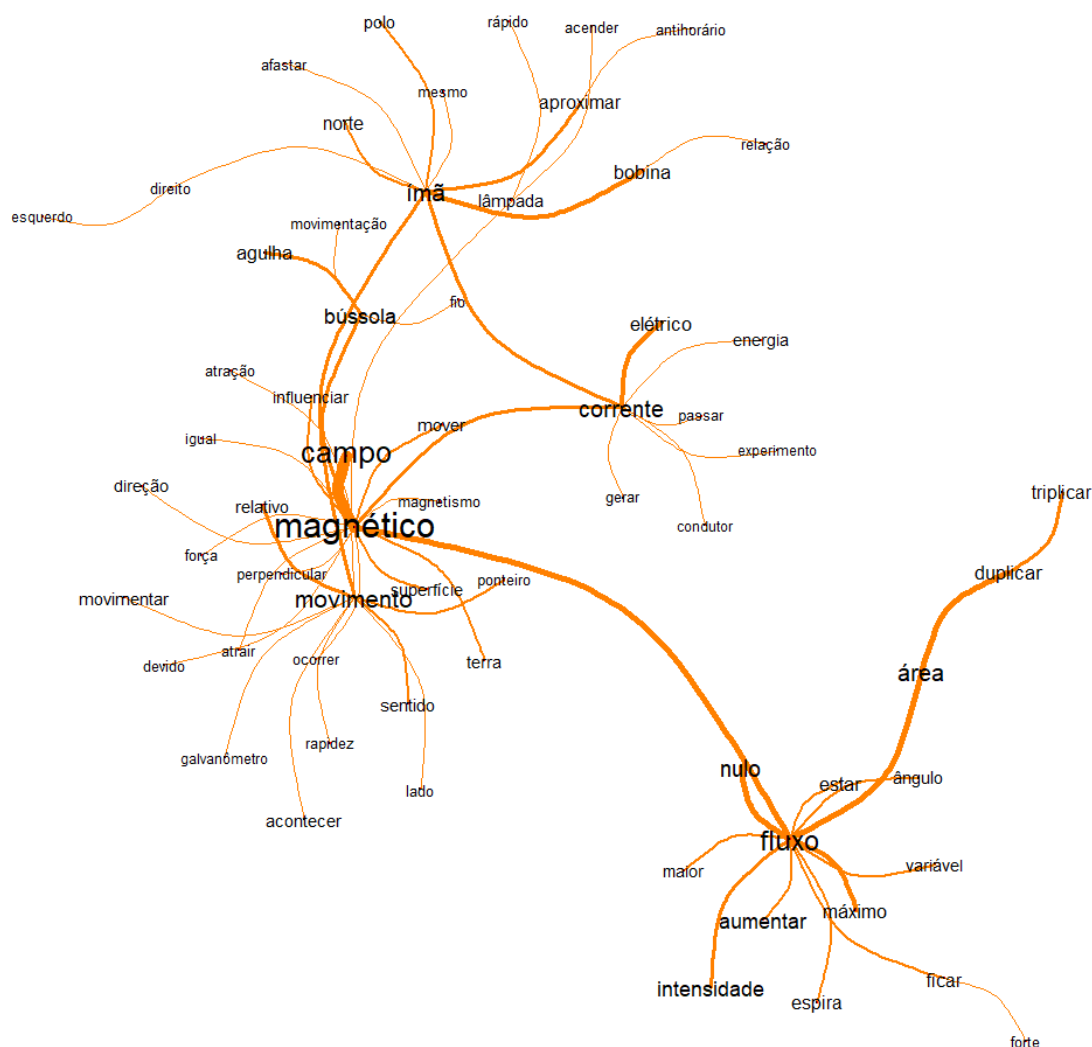 polo
rápido
acender
antihorário
afastar
mesmo
aproximar
norte
relação
bobina
direito
ímã
lâmpada
esquerdo
movimentação
agulha
fio
bússola
elétrico
energia
atração
influenciar
corrente
passar
mover
igual
campo
experimento
direção
triplicar
relativo
magnetismo
gerar
magnético
condutor
força
perpendicular
duplicar
superfície
ponteiro
movimentar
movimento
devido
atrair
ocorrer
terra
área
sentido
rapidez
galvanômetro
nulo
estar
ângulo
lado
acontecer
fluxo
maior
variável
aumentar
máximo
intensidade
espira
ficar
forte